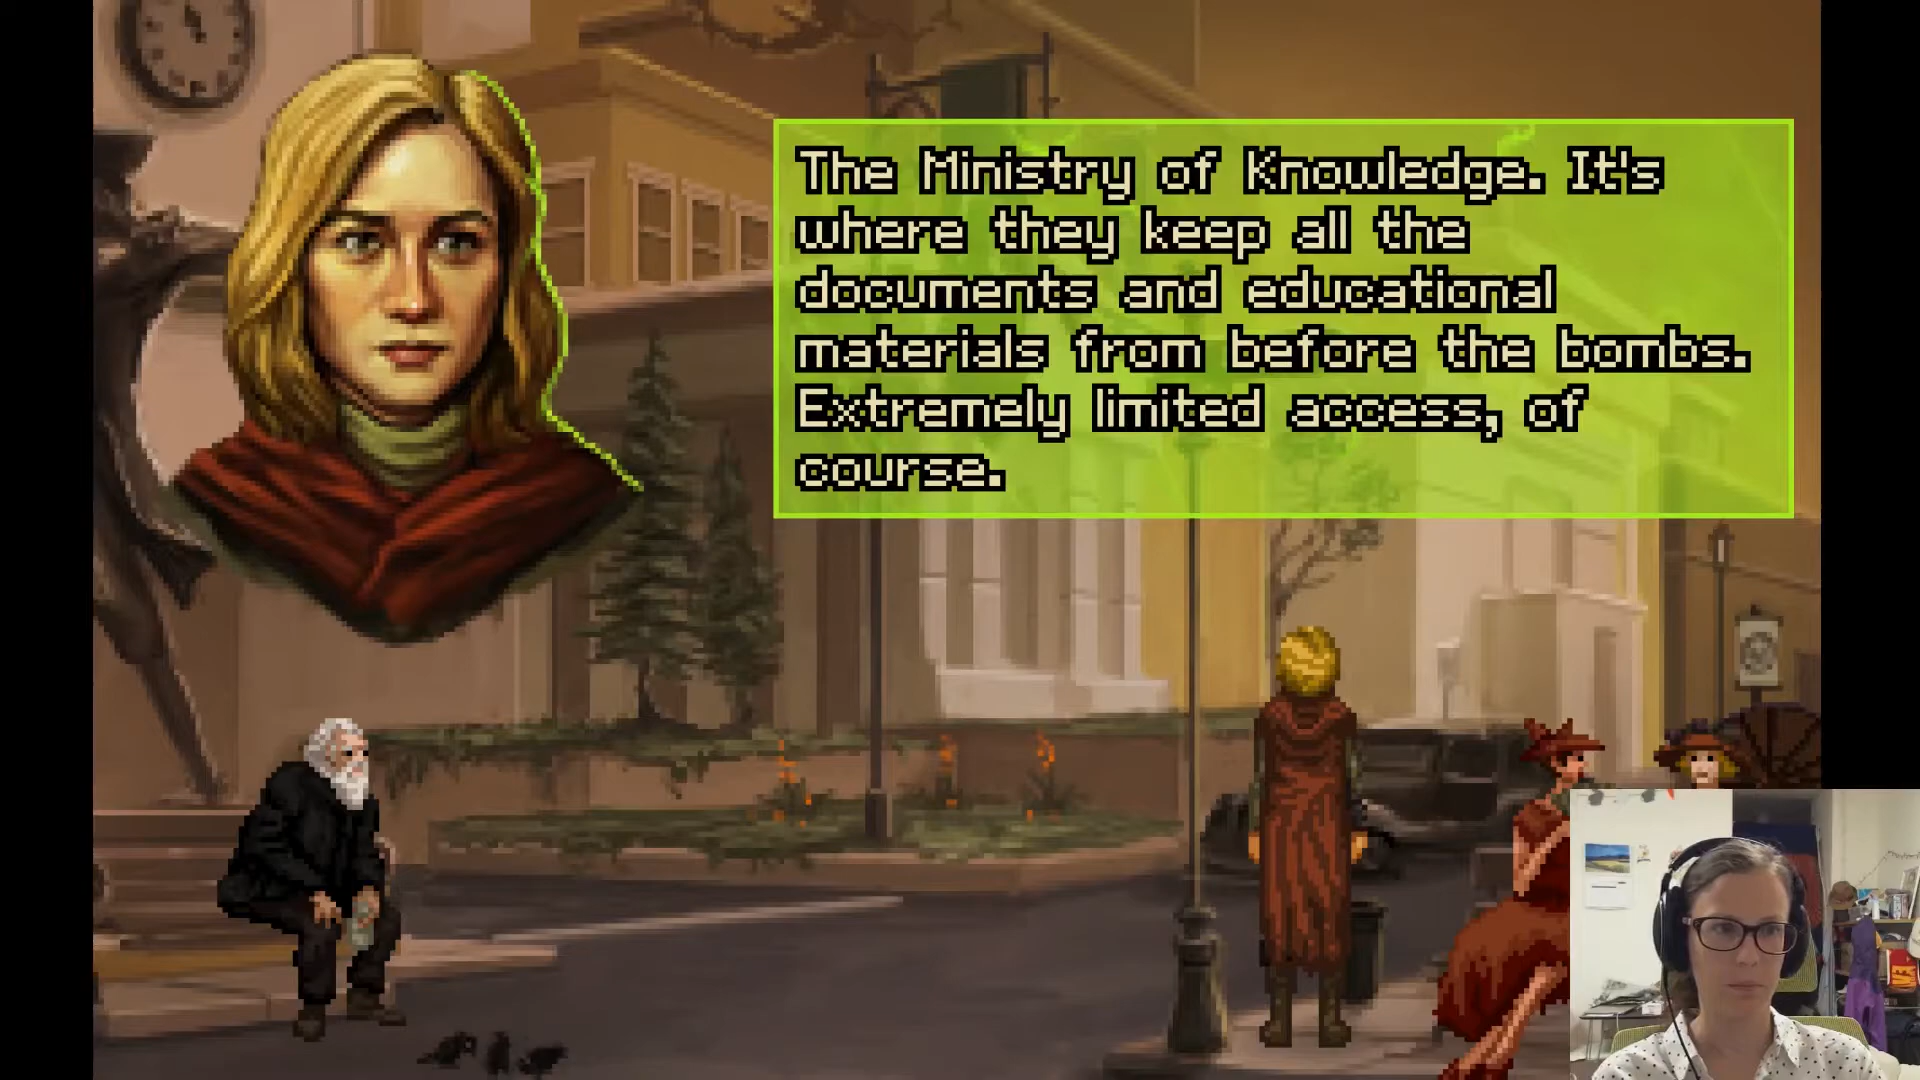 The Ministry of Knowledge. It's
where they keep all the
documents and educational
materials from before the bombs.
Extremely limited access, of
course.